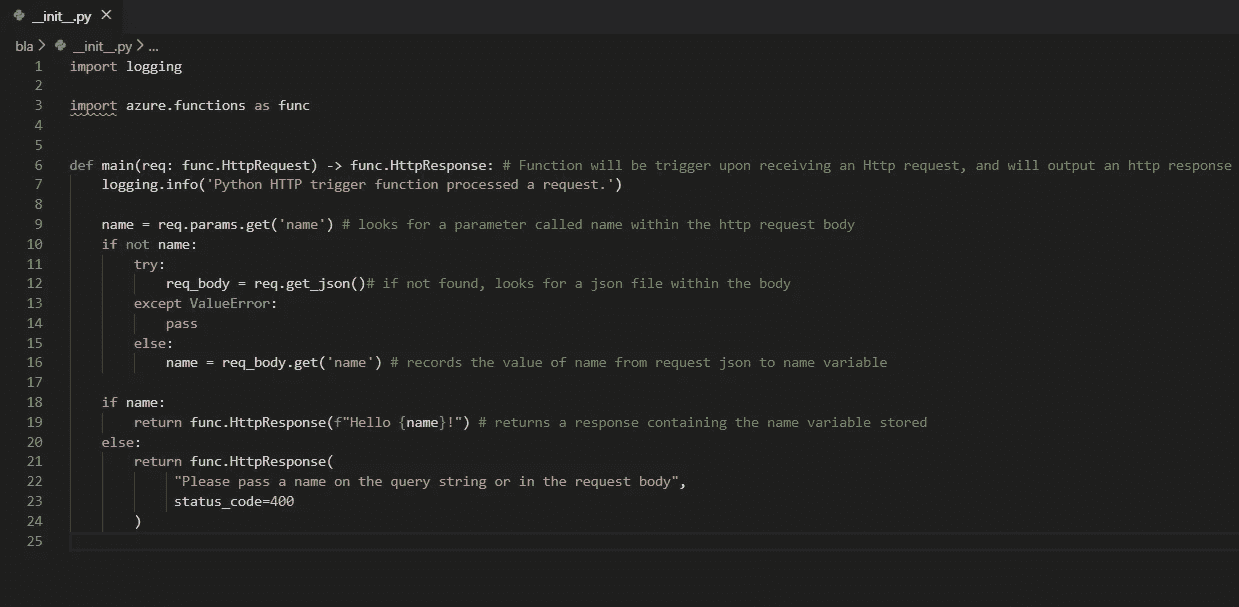 __init__.py ×
bla > __init__.py > ...
1 import logging
2
3 import azure.functions as func
4
5
6 def main(req: func.HttpRequest) -> func.HttpResponse: # Function will be trigger upon receiving an Http request, and will output an http response
7     logging.info('Python HTTP trigger function processed a request.')
8
9     name = req.params.get('name') # looks for a parameter called name within the http request body
10     if not name:
11         try:
12             req_body = req.get_json()# if not found, looks for a json file within the body
13         except ValueError:
14             pass
15         else:
16             name = req_body.get('name') # records the value of name from request json to name variable
17
18     if name:
19         return func.HttpResponse(f"Hello {name}!") # returns a response containing the name variable stored
20     else:
21         return func.HttpResponse(
22              "Please pass a name on the query string or in the request body",
23              status_code=400
24         )
25